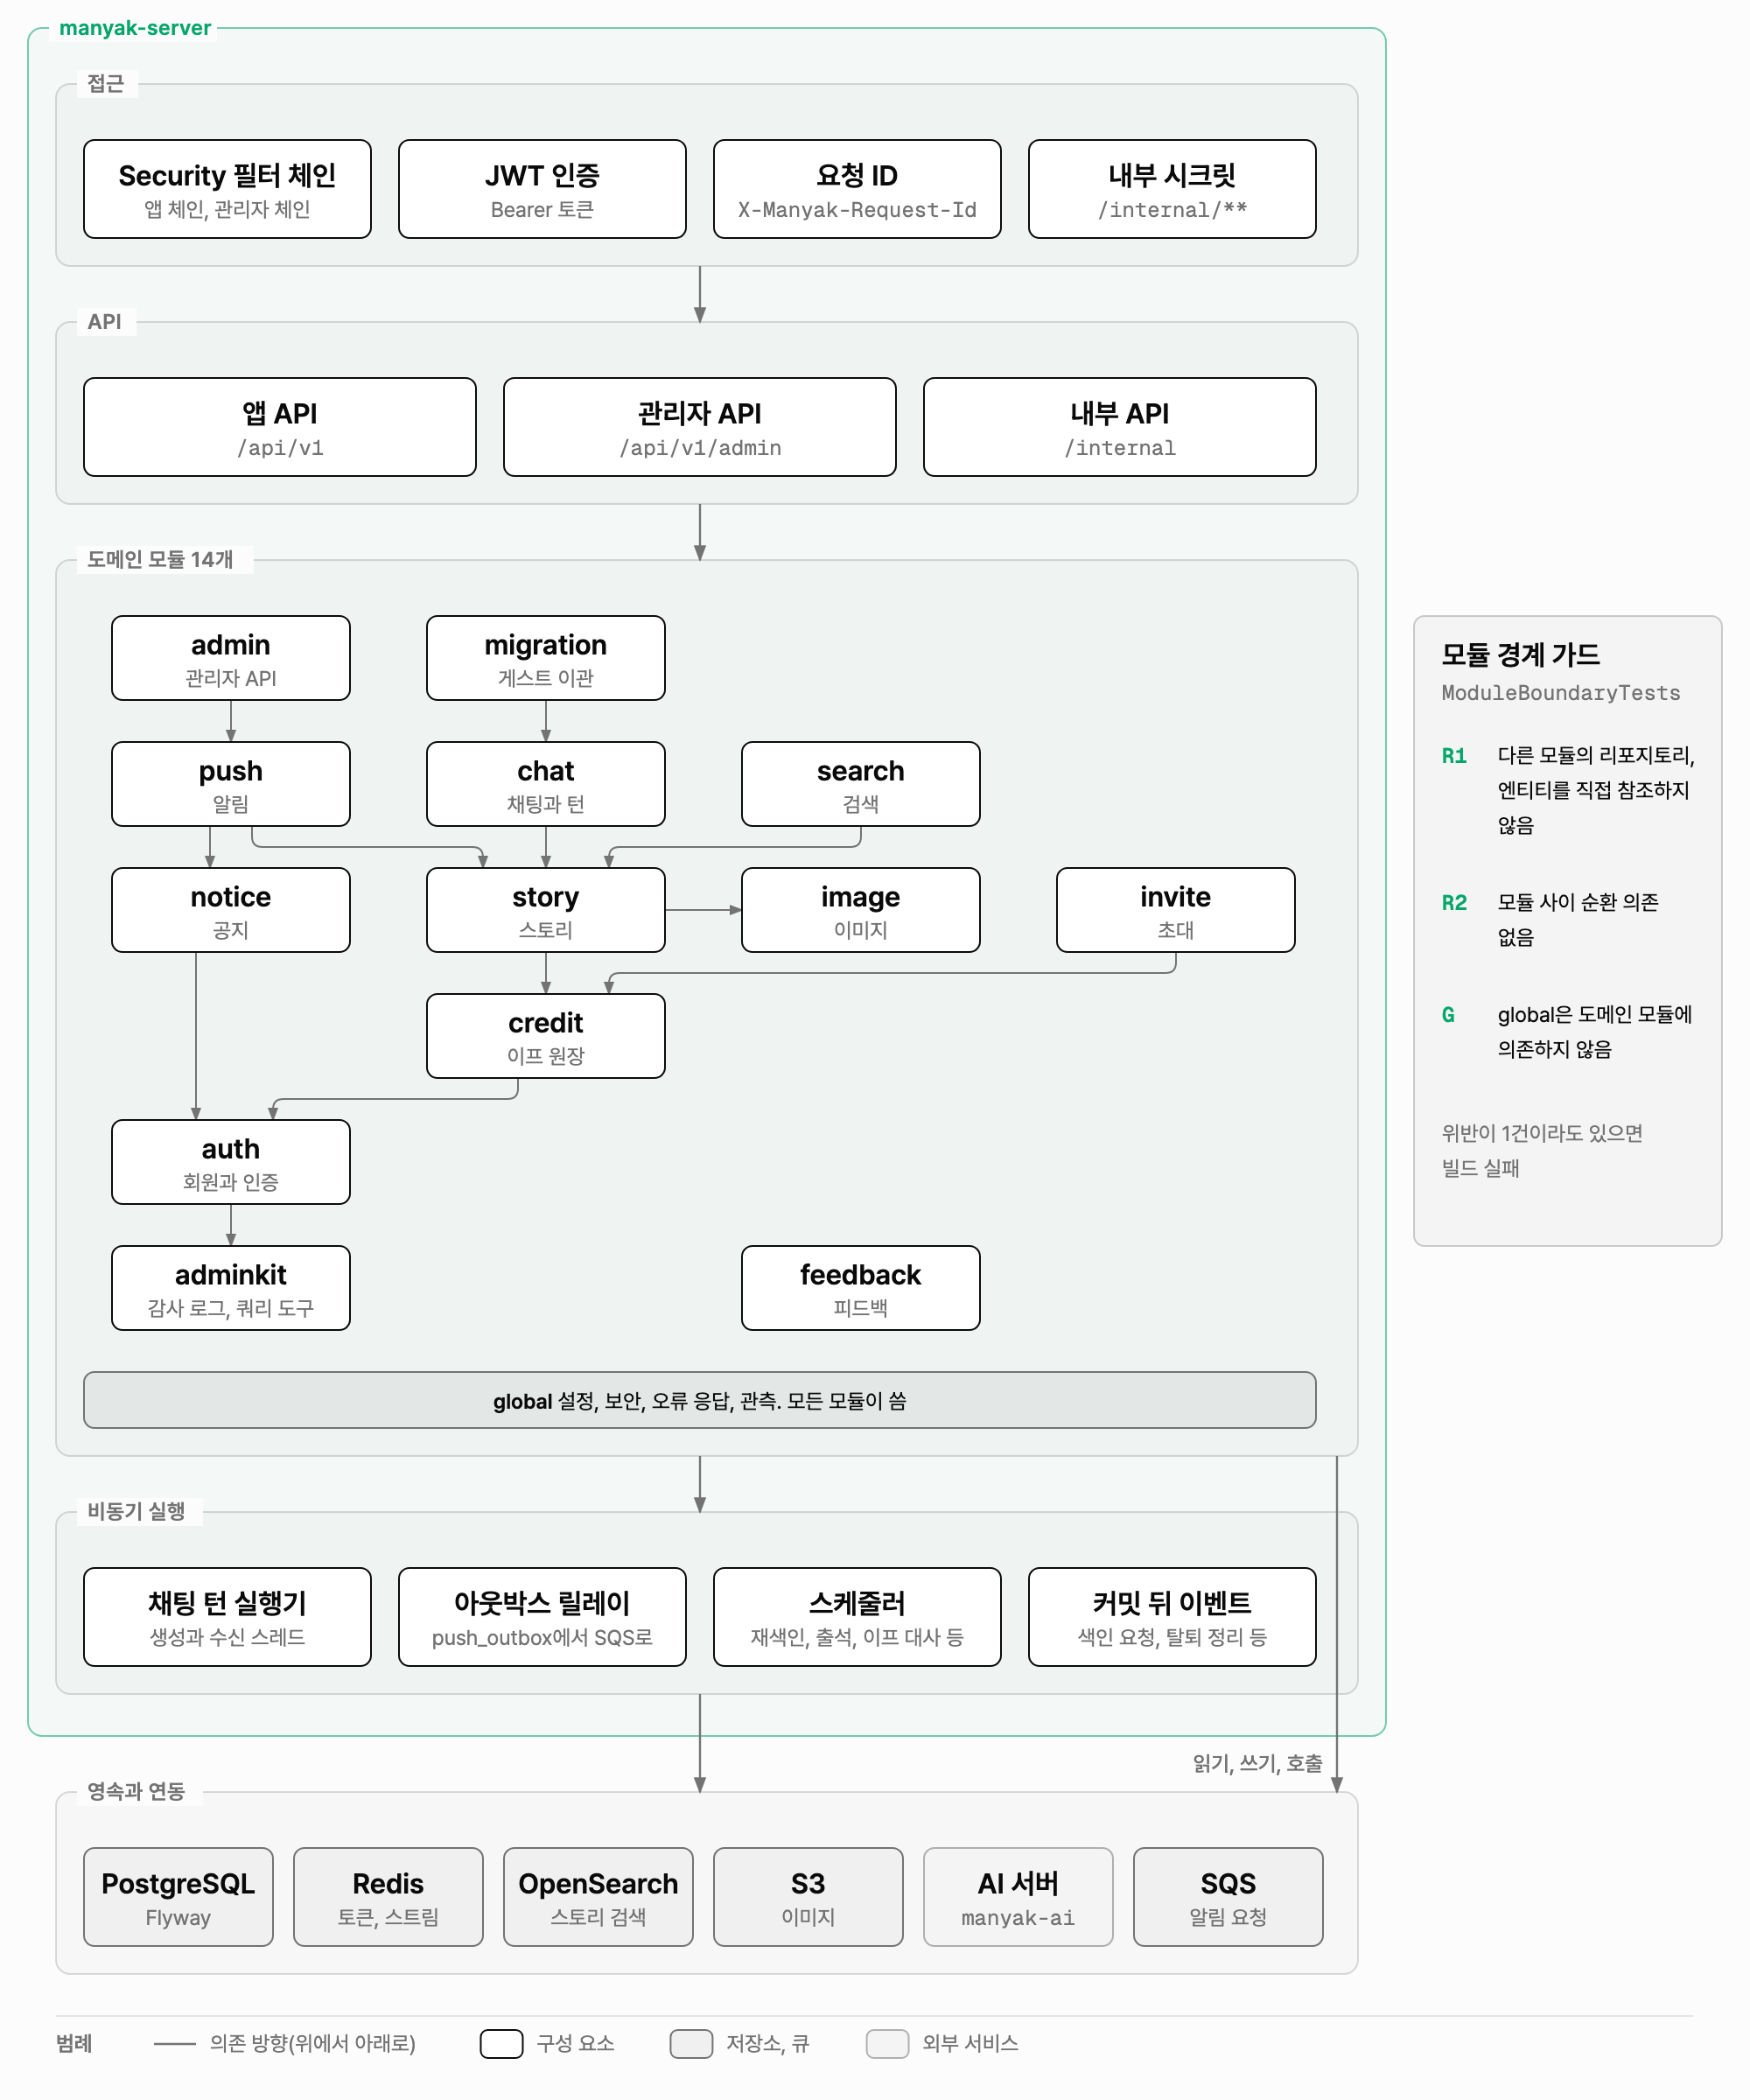 manyak-server
접근
Security 필터 체인
앱 체인, 관리자 체인
JWT 인증
Bearer 토큰
요청 ID
X-Manyak-Request-Id
내부 시크릿
/internal/**
API
앱 API
/api/v1
관리자 API
/api/v1/admin
내부 API
/internal
도메인 모듈 14개
admin
관리자 API
migration
게스트 이관
push
알림
chat
채팅과 턴
search
검색
notice
공지
story
스토리
image
이미지
invite
초대
credit
이프 원장
auth
회원과 인증
adminkit
감사 로그, 쿼리 도구
feedback
피드백
global 설정, 보안, 오류 응답, 관측. 모든 모듈이 씀
모듈 경계 가드
ModuleBoundaryTests
R1 다른 모듈의 리포지토리,
엔티티를 직접 참조하지
않음
R2 모듈 사이 순환 의존
없음
G global은 도메인 모듈에
의존하지 않음
위반이 1건이라도 있으면
빌드 실패
비동기 실행
채팅 턴 실행기
생성과 수신 스레드
아웃박스 릴레이
push_outbox에서 SQS로
스케줄러
재색인, 출석, 이프 대사 등
커밋 뒤 이벤트
색인 요청, 탈퇴 정리 등
읽기, 쓰기, 호출
영속과 연동
PostgreSQL
Flyway
Redis
토큰, 스트림
OpenSearch
스토리 검색
S3
이미지
AI 서버
manyak-ai
SQS
알림 요청
범례
의존 방향(위에서 아래로)
구성 요소
저장소, 큐
외부 서비스